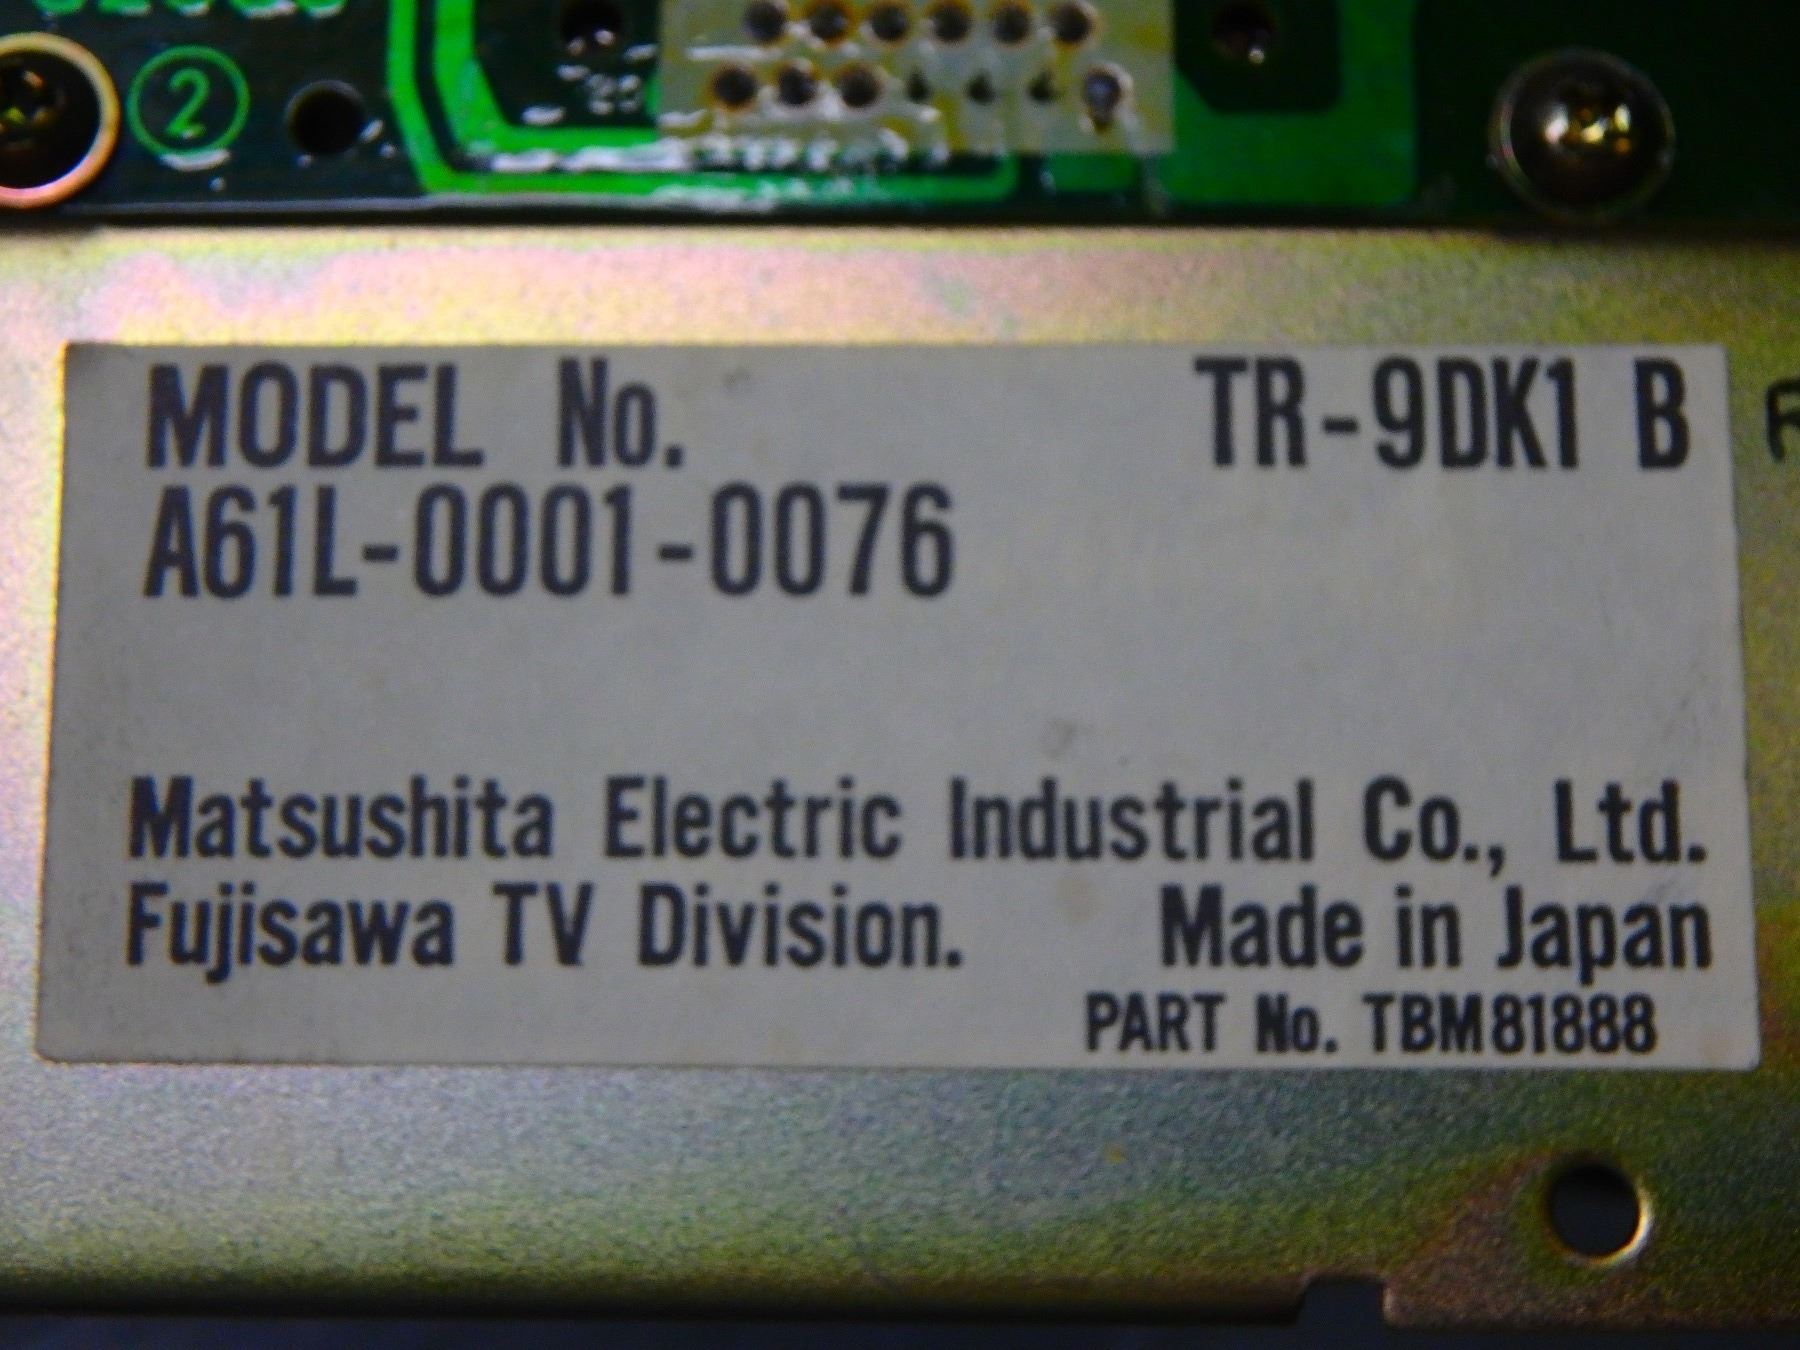 2
MODEL No. TR-9DK1 B
A61L-0001-0076
Matsushita Electric Industrial Co., Ltd.
Fujisawa TV Division. Made in Japan
PART No. TBM81888